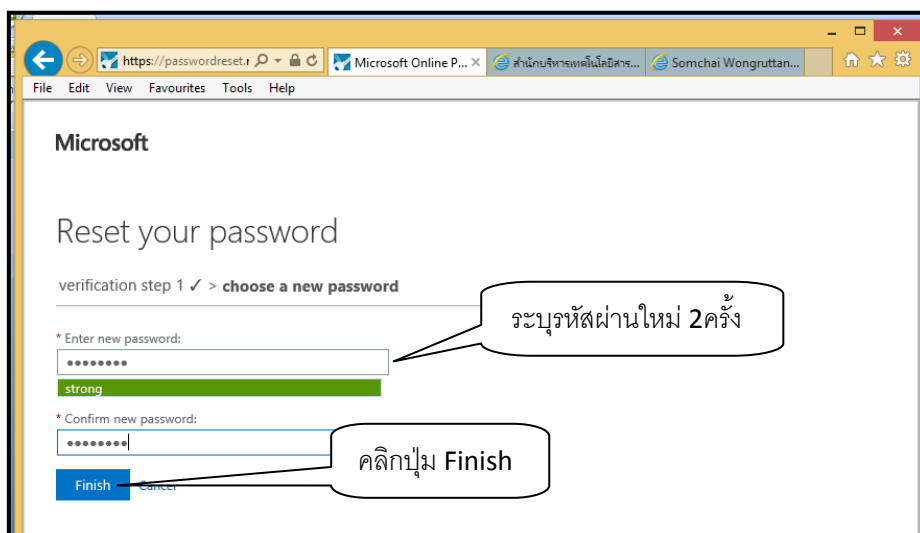 https://passwordreset.r
Microsoft Online P...
สำนักบริหารเทคโนโลยีสาร...
Somchai Wongruttan...
File Edit View Favourites Tools Help
Microsoft
Reset your password
verification step 1 ✓ > choose a new password
ระบุรหัสผ่านใหม่ 2ครั้ง
* Enter new password:
strong
* Confirm new password:
คลิกปุ่ม Finish
Finish
Cancel